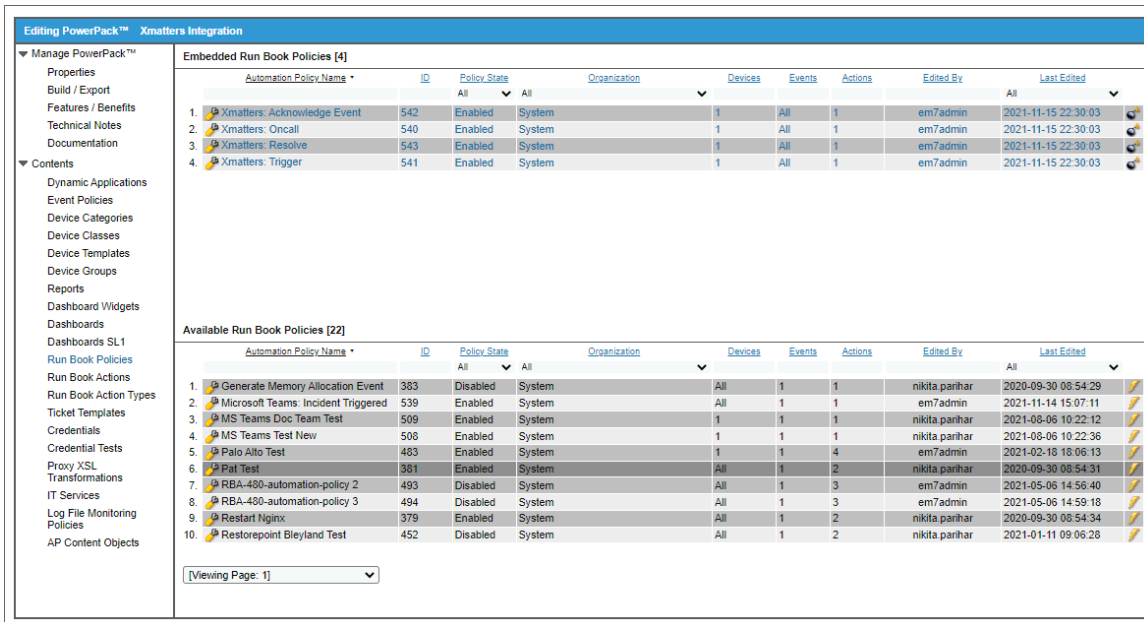 Editing PowerPack™ Xmatters Integration
Manage PowerPack™
Properties
Build / Export
Features / Benefits
Technical Notes
Documentation
Contents
Dynamic Applications
Event Policies
Device Categories
Device Classes
Device Templates
Device Groups
Reports
Dashboard Widgets
Dashboards
Dashboards SL1
Run Book Policies
Run Book Actions
Run Book Action Types
Ticket Templates
Credentials
Credential Tests
Proxy XSL
Transformations
IT Services
Log File Monitoring
Policies
AP Content Objects
Embedded Run Book Policies [4]
Automation Policy Name • ID Policy State Organization Devices Events Actions Edited By Last Edited
All All All
1. Xmatters: Acknowledge Event 542 Enabled System 1 All 1 em7admin 2021-11-15 22:30:03
2. Xmatters: Oncall 540 Enabled System 1 All 1 em7admin 2021-11-15 22:30:03
3. Xmatters: Resolve 543 Enabled System 1 All 1 em7admin 2021-11-15 22:30:03
4. Xmatters: Trigger 541 Enabled System 1 All 1 em7admin 2021-11-15 22:30:03
Available Run Book Policies [22]
Automation Policy Name • ID Policy State Organization Devices Events Actions Edited By Last Edited
All All All
1. Generate Memory Allocation Event 383 Disabled System All 1 1 nikita.parihar 2020-09-30 08:54:29
2. Microsoft Teams: Incident Triggered 539 Enabled System All 1 1 em7admin 2021-11-14 15:07:11
3. MS Teams Doc Team Test 509 Enabled System 1 1 1 nikita.parihar 2021-08-06 10:22:12
4. MS Teams Test New 508 Enabled System All 1 1 nikita.parihar 2021-08-06 10:22:36
5. Palo Alto Test 483 Enabled System 1 1 4 em7admin 2021-02-18 18:06:13
6. Pat Test 381 Enabled System All 1 2 nikita.parihar 2020-09-30 08:54:31
7. RBA-480-automation-policy 2 493 Disabled System All 1 3 em7admin 2021-05-06 14:56:40
8. RBA-480-automation-policy 3 494 Disabled System All 1 3 em7admin 2021-05-06 14:59:18
9. Restart Nginx 379 Enabled System All 1 2 nikita.parihar 2020-09-30 08:54:34
10. Restorepoint Bleyland Test 452 Disabled System All 1 2 nikita.parihar 2021-01-11 09:06:28
[Viewing Page: 1]